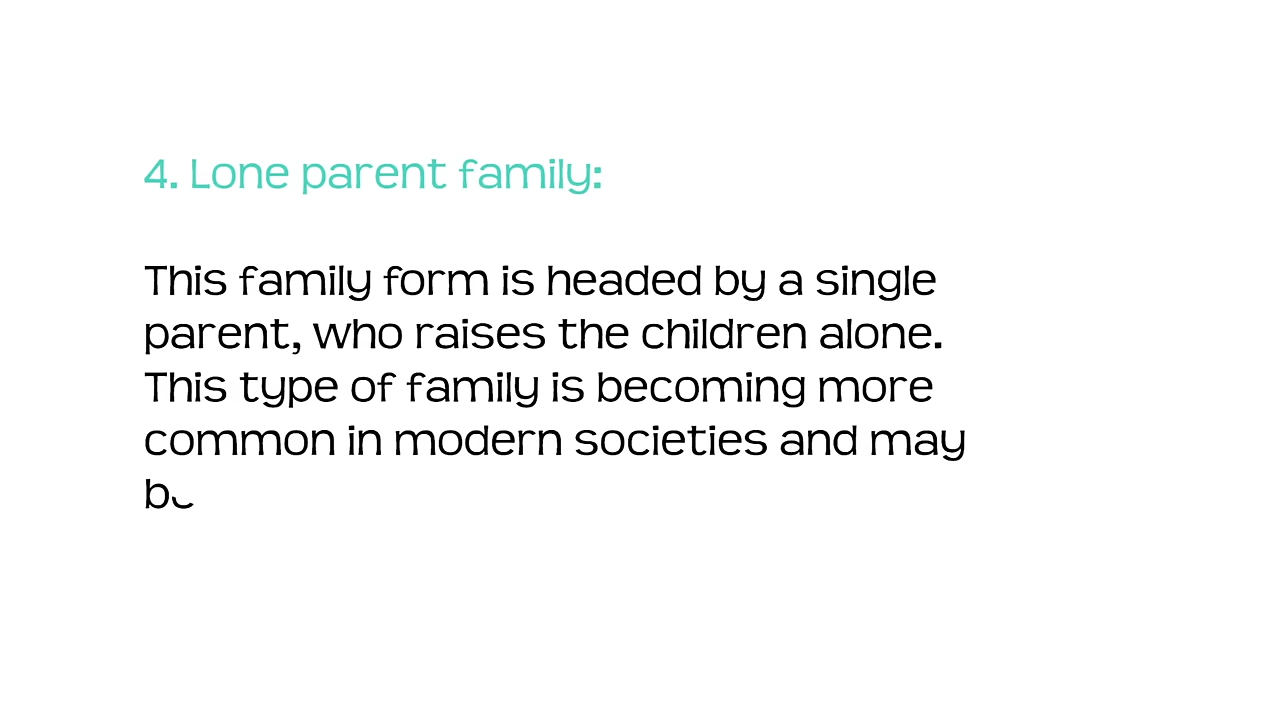 4. Lone parent family:
This family form is headed by a single
parent, who raises the children alone.
This type of family is becoming more
common in modern societies and may